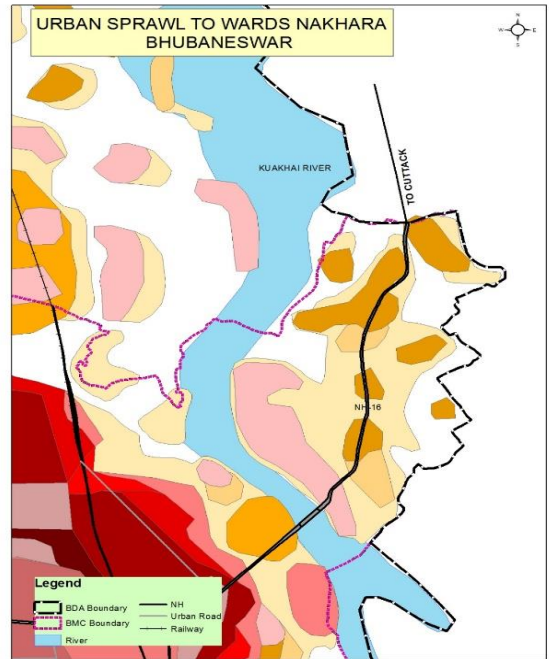 URBAN SPRAWL TO WARDS NAKHARA
BHUBANESWAR
N
W E
S
KUAKHAI RIVER
TO CUTTACK
NH-16
Legend
BDA Boundary
BMC Boundary
River
NH
Urban Road
Railway